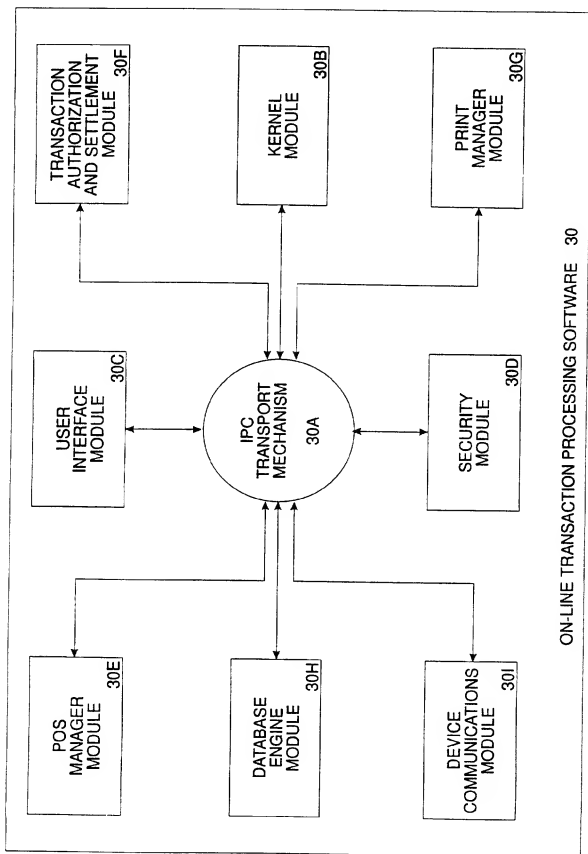 POS
MANAGER
MODULE
30E
USER
INTERFACE
MODULE
30C
TRANSACTION
AUTHORIZATION
AND SETTLEMENT
MODULE
30F
DATABASE
ENGINE
MODULE
30H
IPC
TRANSPORT
MECHANISM
30A
KERNEL
MODULE
30B
DEVICE
COMMUNICATIONS
MODULE
30I
SECURITY
MODULE
30D
PRINT
MANAGER
MODULE
30G
ON-LINE TRANSACTION PROCESSING SOFTWARE 30